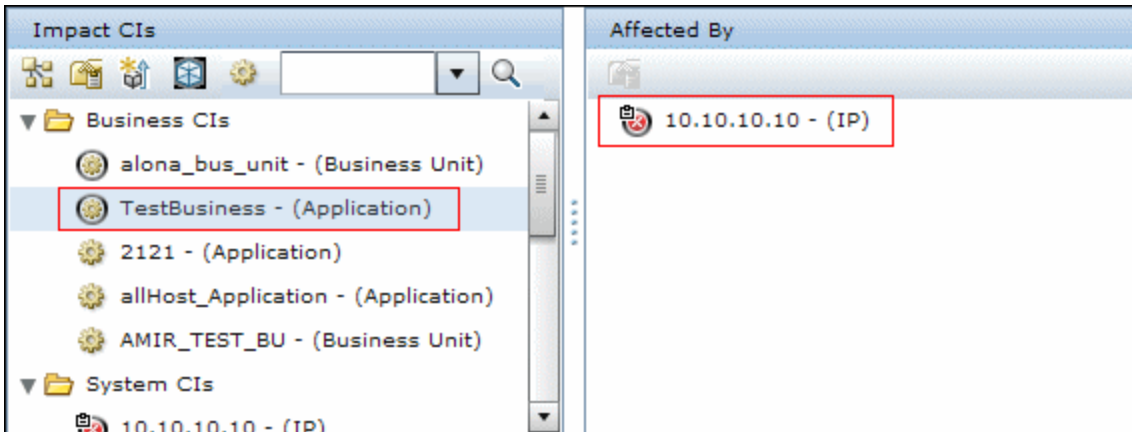 Impact CIs
Business CIs
alona_bus_unit - (Business Unit)
TestBusiness - (Application)
2121 - (Application)
allHost_Application - (Application)
AMIR_TEST_BU - (Business Unit)
System CIs
10.10.10.10 - (IP)
Affected By
10.10.10.10 - (IP)